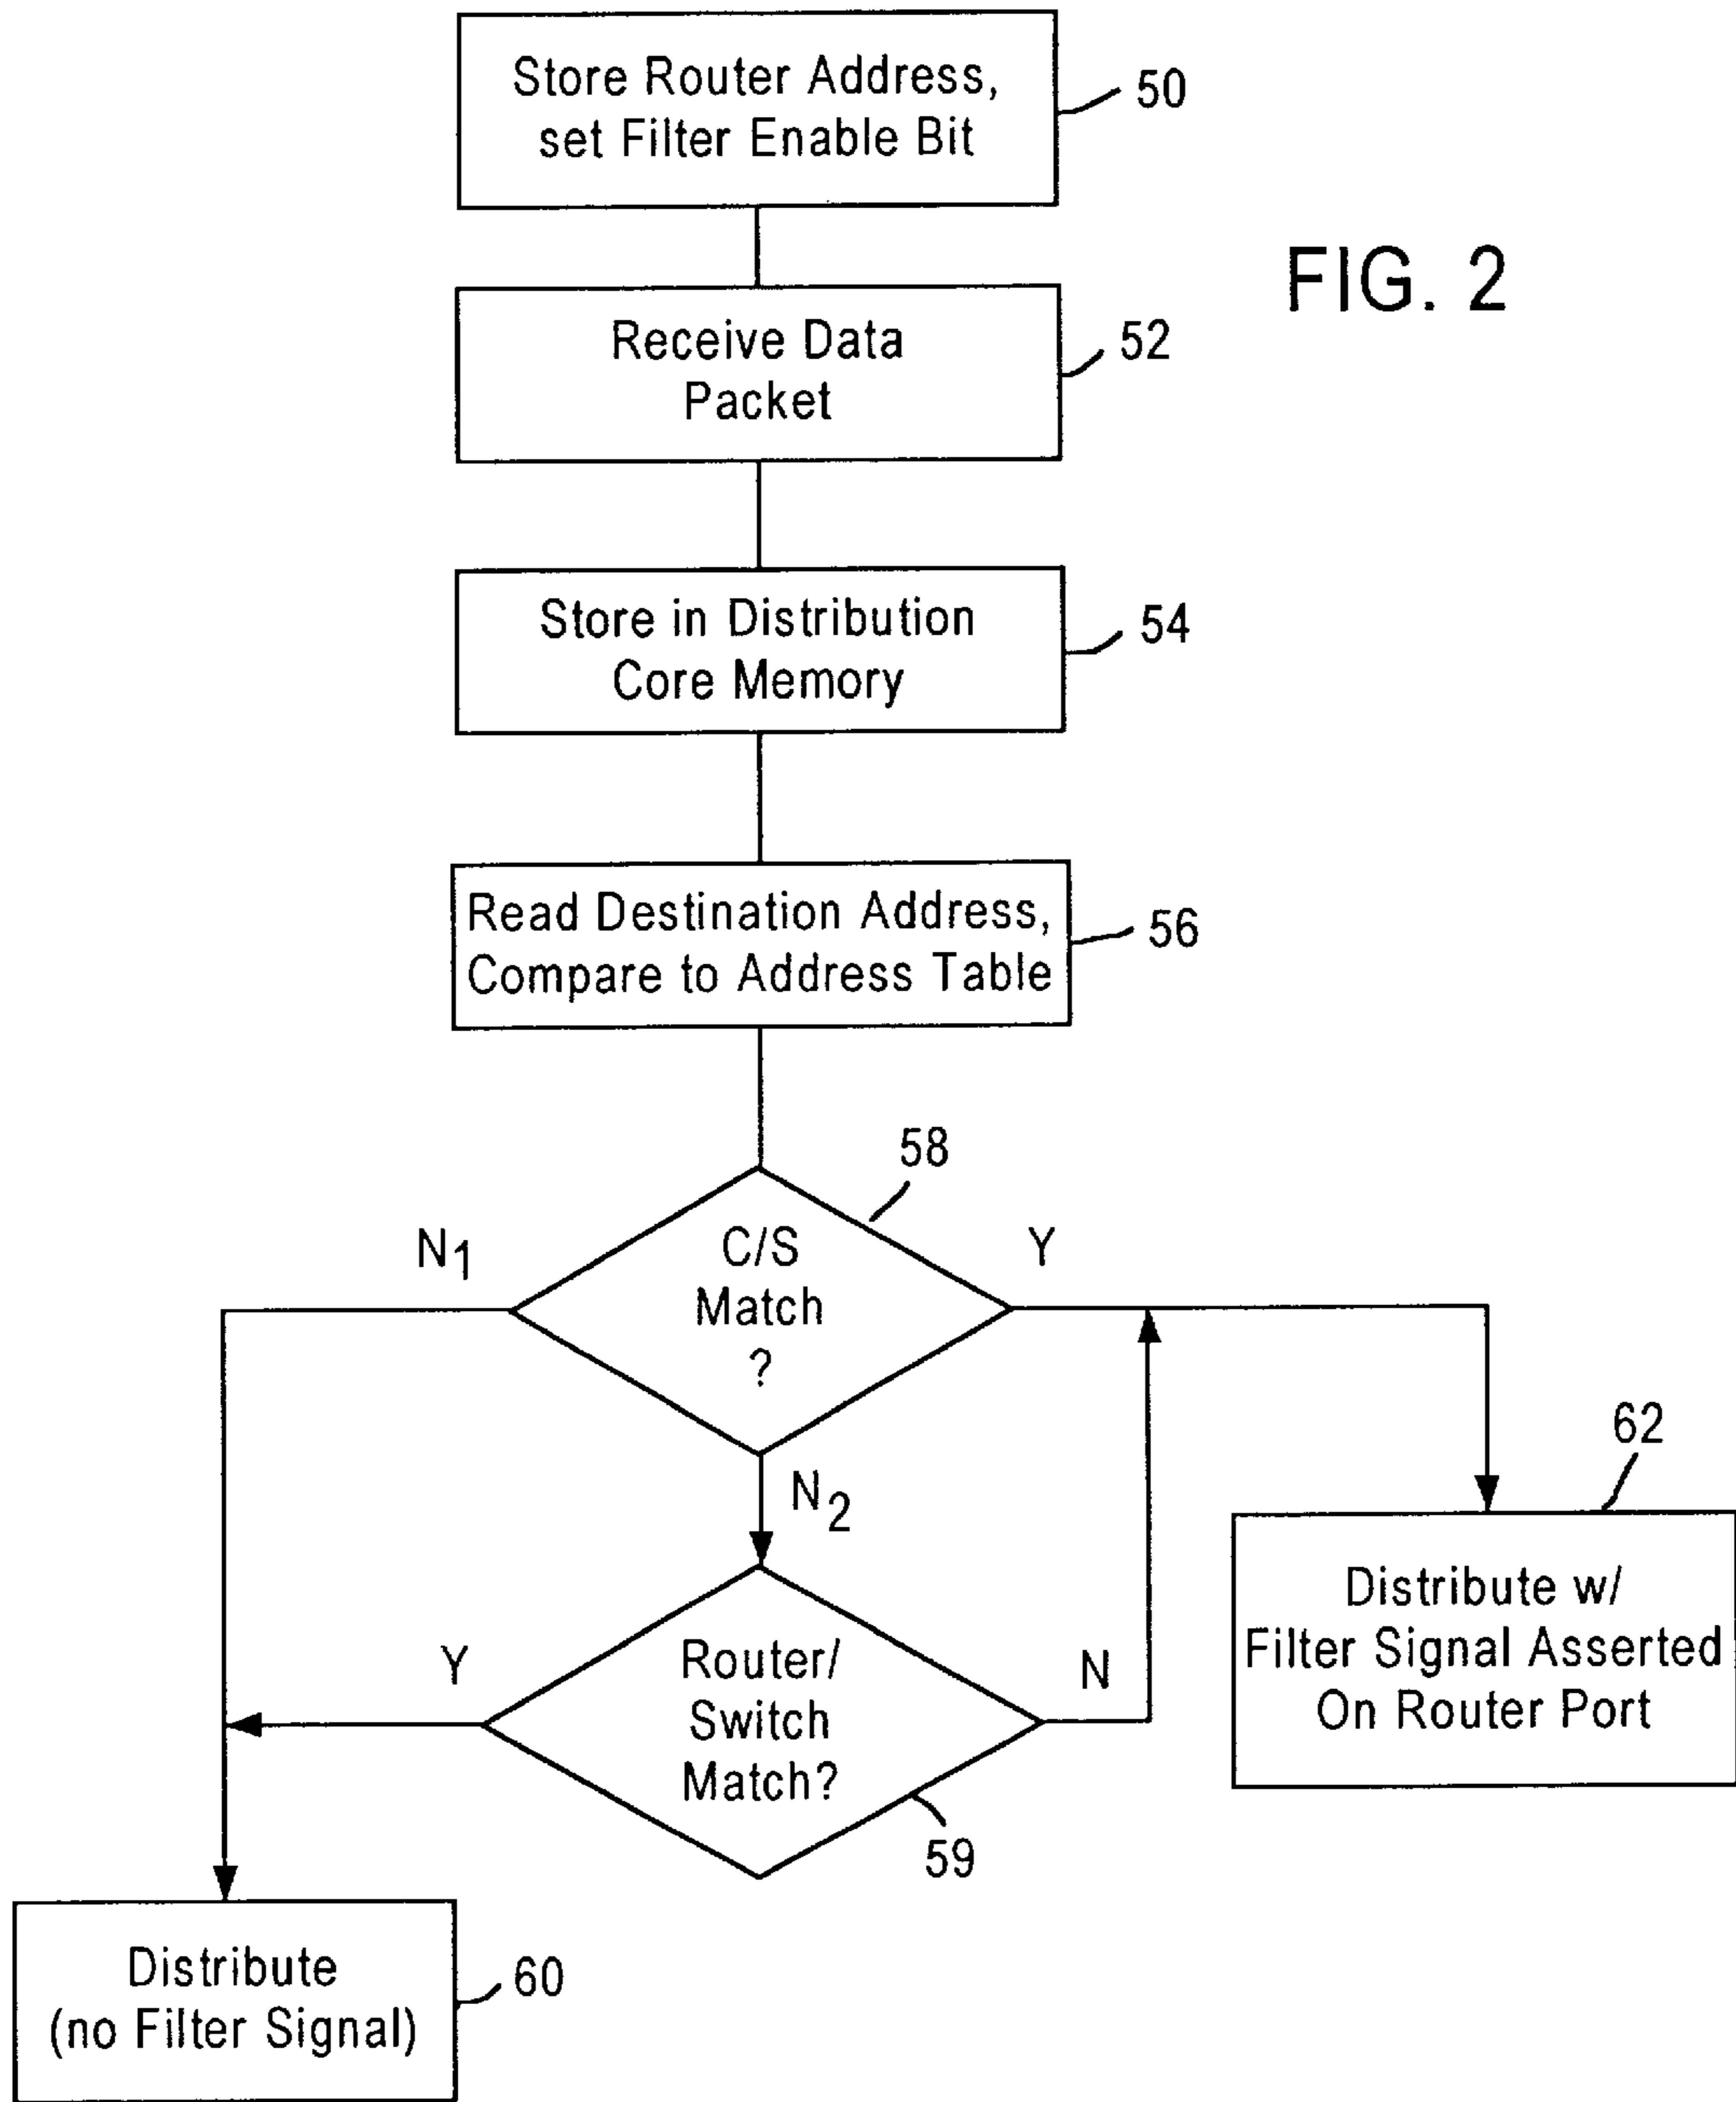 Store Router Address,
set Filter Enable Bit
50
FIG. 2
Receive Data
Packet
52
Store in Distribution
Core Memory
54
Read Destination Address,
Compare to Address Table
56
58
N1
C/S
Match
?
Y
N2
62
Router/
Switch
Match?
Y
N
59
Distribute w/
Filter Signal Asserted
On Router Port
Distribute
(no Filter Signal)
60